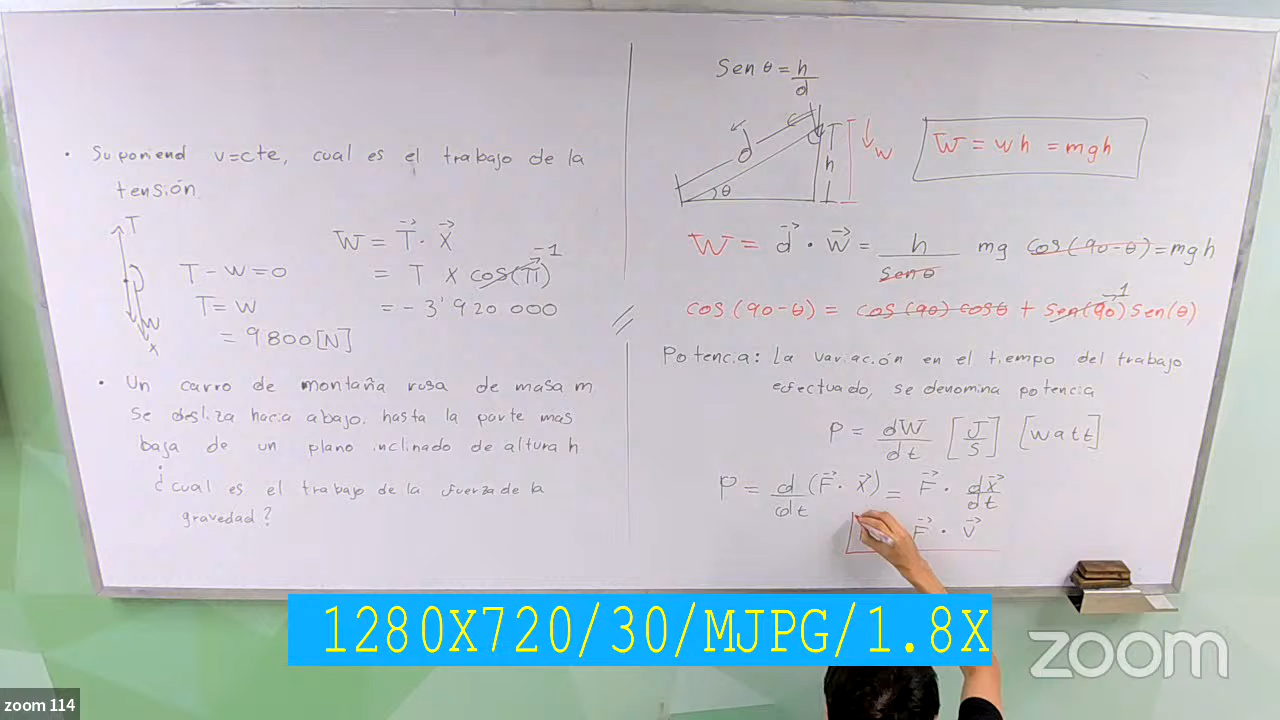 • Suponiend v=cte, cual es el trabajo de la
tensión.
T
T - w = 0
T = w
= 9800[N]
w
x
W = T⃗ · X⃗
= T x cos(π) -1
= - 3'920 000
• Un carro de montaña rusa de masa m
se desliza hacia abajo, hasta la parte mas
baja de un plano inclinado de altura h
¿cual es el trabajo de la fuerza de la
gravedad?
Sen θ = h/d
d
θ
h
w
W = wh = mgh
W = d⃗ · w⃗ = h/senθ mg cos(90-θ) = mgh
cos(90-θ) = cos(90) cosθ + sen(90) sen(θ) 1
Potencia: La variación en el tiempo del trabajo
efectuado, se denomina potencia
P = dW/dt [J/s] [watt]
P = d/dt (F⃗ · X⃗) = F⃗ · dX⃗/dt
F⃗ · V⃗
1280X720/30/MJPG/1.8X
zoom
zoom 114